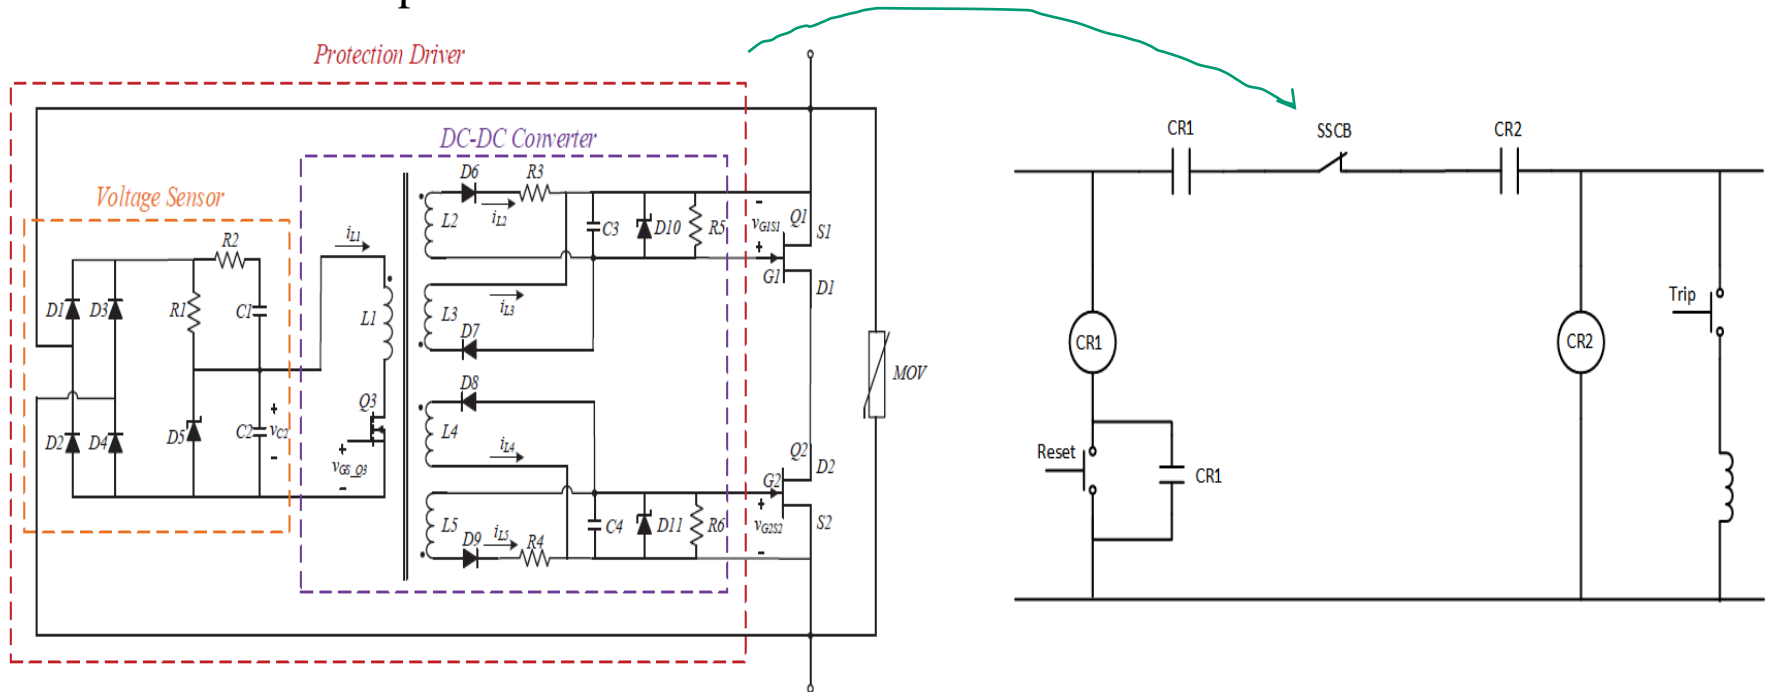 Protection Driver
DC-DC Converter
Voltage Sensor
D1
D3
D2
D4
R1
R2
C1
D5
C2
+
vC2
-
iL1
L1
Q3
+
vGS_Q3
-
D6
R3
iL2
L2
iL3
L3
D7
D8
L4
iL4
L5
D9
iL5
R4
C3
D10
R5
C4
D11
R6
-
vG1S1
+
Q1
S1
G1
D1
Q2
D2
G2
+
vG2S2
-
S2
MOV
CR1
SSCB
CR2
CR1
CR2
Trip
Reset
CR1